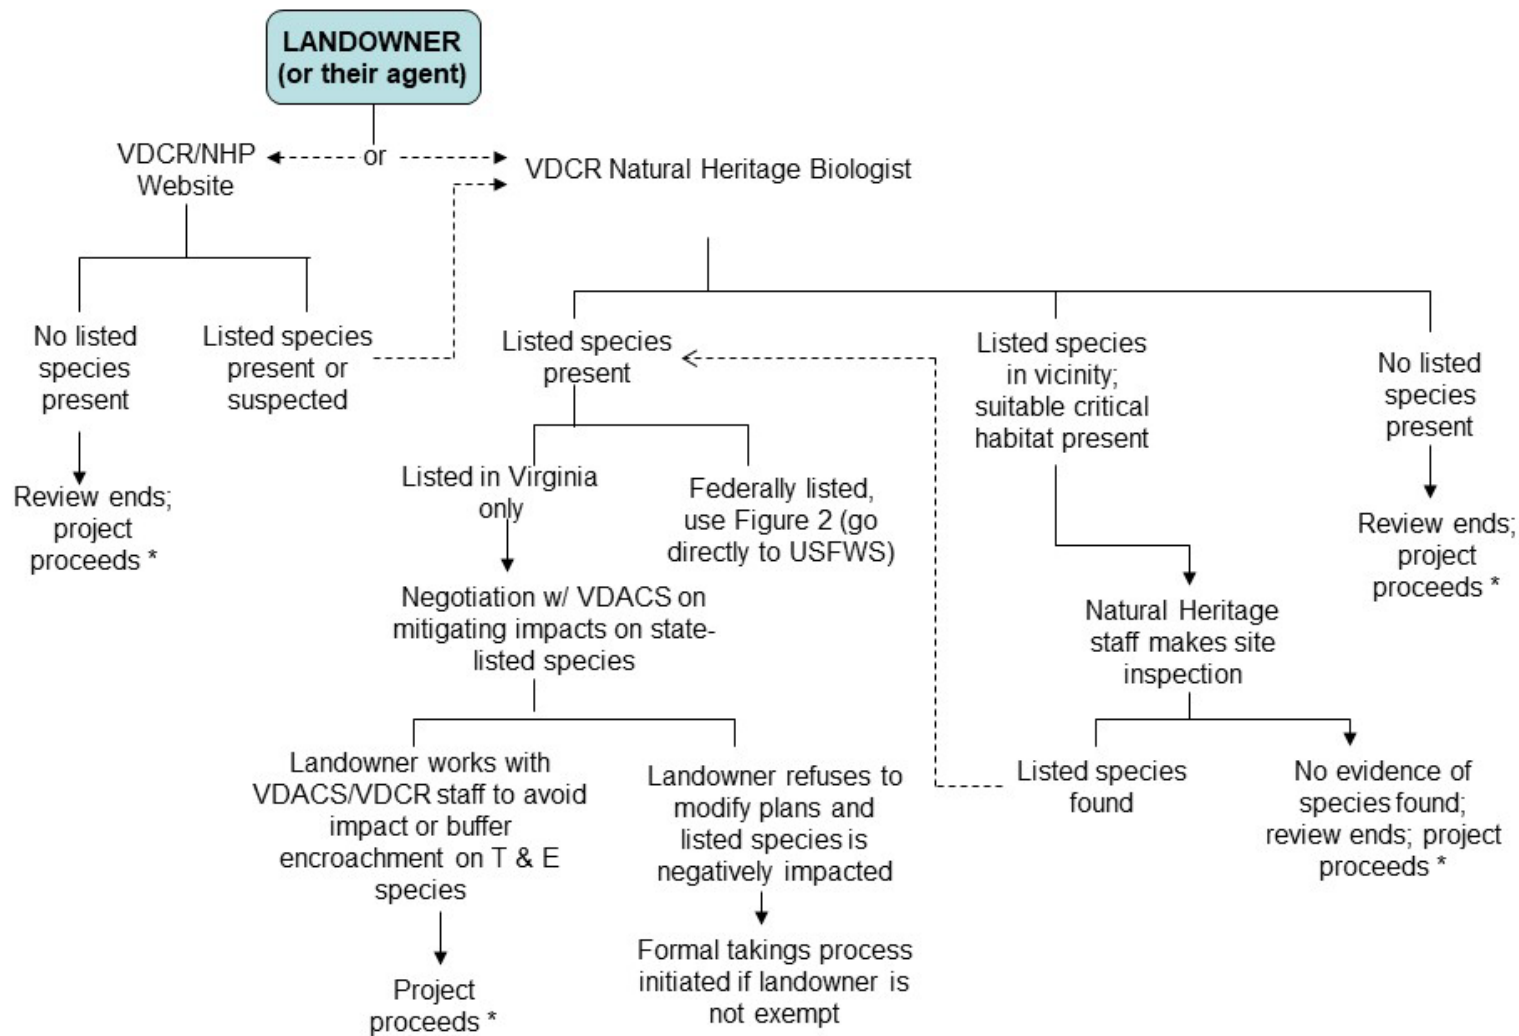 LANDOWNER
(or their agent)
VDCR/NHP
Website
or
VDCR Natural Heritage Biologist
No listed
species
present
Listed species
present or
suspected
Review ends;
project
proceeds *
Listed species
present
Listed species
in vicinity;
suitable critical
habitat present
No listed
species
present
Listed in Virginia
only
Federally listed,
use Figure 2 (go
directly to USFWS)
Review ends;
project
proceeds *
Negotiation w/ VDACS on
mitigating impacts on state-
listed species
Natural Heritage
staff makes site
inspection
Landowner works with
VDACS/VDCR staff to avoid
impact or buffer
encroachment on T & E
species
Landowner refuses to
modify plans and
listed species is
negatively impacted
Listed species
found
No evidence of
species found;
review ends; project
proceeds *
Project
proceeds *
Formal takings process
initiated if landowner is
not exempt